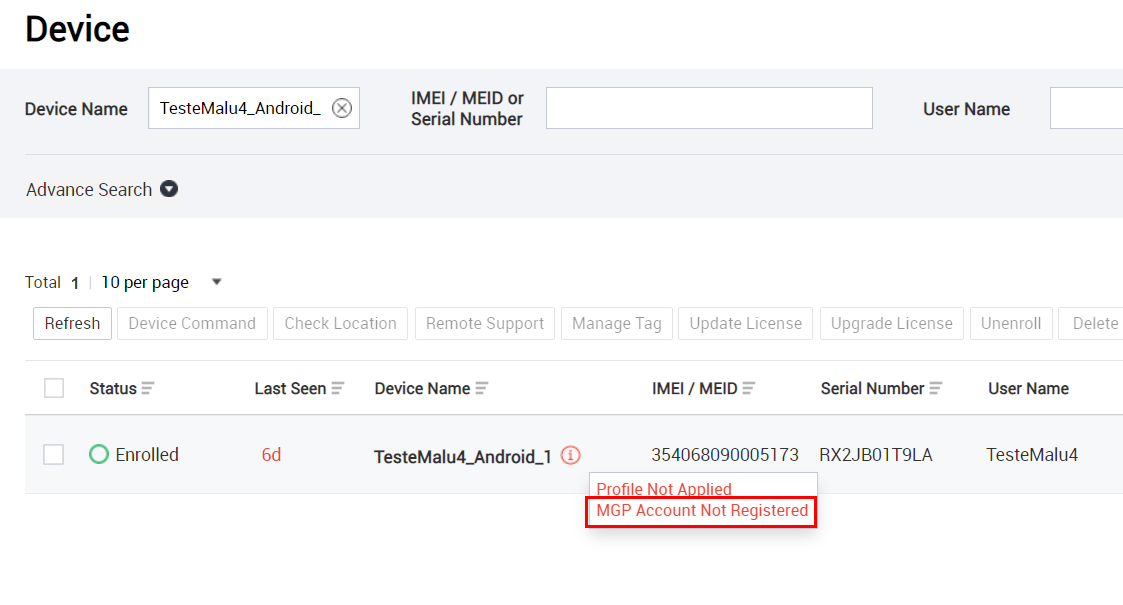 Device
Device Name TesteMalu4_Android_ IMEI / MEID or Serial Number User Name
Advance Search
Total 1 | 10 per page
Refresh Device Command Check Location Remote Support Manage Tag Update License Upgrade License Unenroll Delete
Status Last Seen Device Name IMEI / MEID Serial Number User Name
Enrolled 6d TesteMalu4_Android_1 354068090005173 RX2JB01T9LA TesteMalu4
Profile Not Applied
MGP Account Not Registered